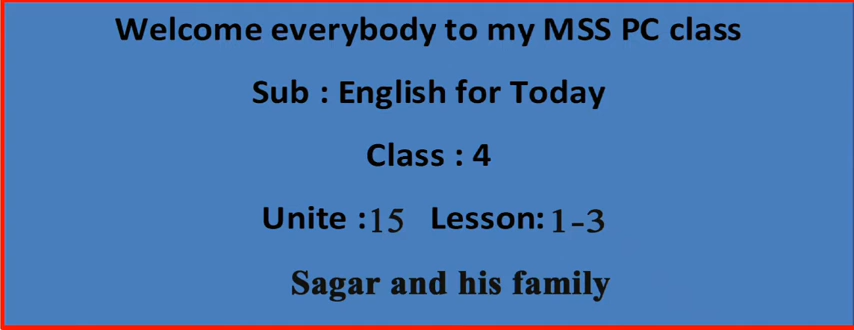 Welcome everybody to my MSS PC class
Sub : English for Today
Class : 4
Unite :15 Lesson:1-3
Sagar and his family